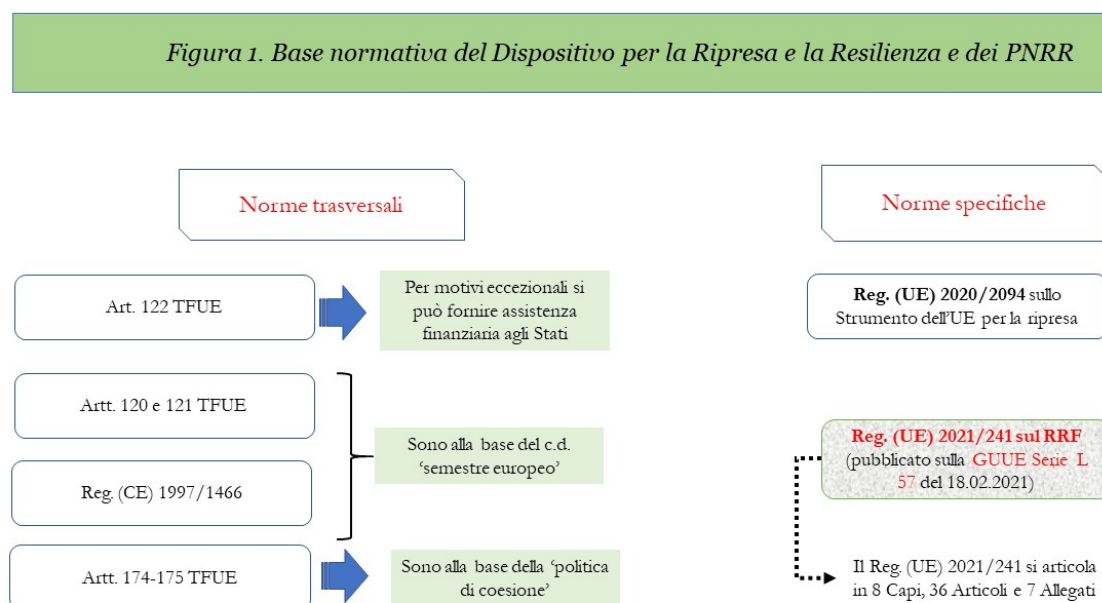 Figura 1. Base normativa del Dispositivo per la Ripresa e la Resilienza e dei PNRR
Norme trasversali
Art. 122 TFUE
Per motivi eccezionali si
può fornire assistenza
finanziaria agli Stati
Artt. 120 e 121 TFUE
Reg. (CE) 1997/1466
Sono alla base del c.d.
‘semestre europeo’
Artt. 174-175 TFUE
Sono alla base della ‘politica
di coesione’
Norme specifiche
Reg. (UE) 2020/2094 sullo
Strumento dell’UE per la ripresa
Reg. (UE) 2021/241 sul RRF
(pubblicato sulla GUUE Serie L
57 del 18.02.2021)
Il Reg. (UE) 2021/241 si articola
in 8 Capi, 36 Articoli e 7 Allegati